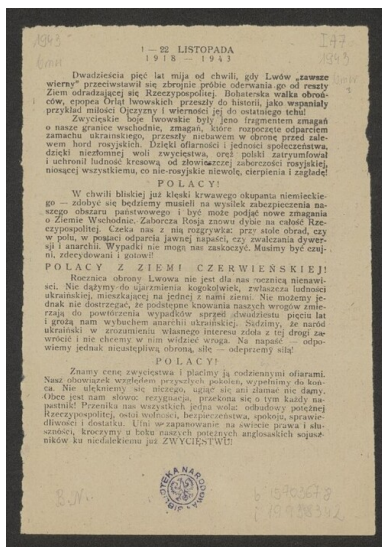 1943
I A7
1943
1 — 22 LISTOPADA
1918 — 1943
Dwadzieścia pięć lat mija od chwili, gdy Lwów „zawsze
wierny” przeciwstawił się zbrojnie próbie oderwania go od reszty
Ziem odradzającej się Rzeczypospolitej. Bohaterska walka obroń-
ców, epopea Orląt lwowskich przeszły do historii, jako wspaniały
przykład miłości Ojczyzny i wierności jej do ostatniego tchu!
Zwycięskie boje lwowskie były jeno fragmentem zmagań
o nasze granice wschodnie, zmagań, które rozpoczęte odparciem
zamachu ukraińskiego, przeszły niebawem w obronę przed zale-
wem hord rosyjskich. Dzięki ofiarności i jedności społeczeństwa,
dzięki niezłomnej woli zwycięstwa, oręż polski zatryumfował
i uchronił ludność kresową, od złowieszczej zaborczości rosyjskiej,
niosącej wszystkiemu, co nie-rosyjskie niewolę, cierpienia i zagładę!
POLACY!
W chwili bliskiej już klęski krwawego okupanta niemieckie-
go — zdobyć się będziemy musieli na wysiłek zabezpieczenia na-
szego obszaru państwowego i być może podjąć nowe zmagania
o Ziemie Wschodnie. Zaborcza Rosja znowu dybie na całość Rze-
czypospolitej. Czeka nas z nią rozgrywka: przy stole obrad, czy
w polu, w postaci odparcia jawnej napaści, czy zwalczania dywer-
sji i anarchii. Wypadki nie mogą nas zaskoczyć. Musimy być czuj-
ni, zdecydowani i gotowi!
POLACY Z ZIEMI CZERWIEŃSKIEJ!
Rocznica obrony Lwowa nie jest dla nas rocznicą nienawi-
ści. Nie dążymy do ujarzmienia kogokolwiek, zwłaszcza ludności
ukraińskiej, mieszkającej na jednej z nami ziemi. Nie możemy je-
dnak nie dostrzegać, że podstępne knowania naszych wrogów zmie-
rzają do powtórzenia wypadków sprzed dwudziestu pięciu lat
i grożą nam wybuchem anarchii ukraińskiej. Sądzimy, że naród
ukraiński w zrozumieniu własnego interesu zdoła z tej drogi za-
wrócić i nie chcemy w nim widzieć wroga. Na napaść — odpo-
wiemy jednak nieustępliwą obroną, siłę — odeprzemy siłą!
POLACY!
Znamy cenę zwycięstwa i płacimy ją codziennymi ofiarami.
Nasz obowiązek względem przyszłych pokoleń, wypełnimy do koń-
ca. Nie ulękniemy się niczego, ugiąć się ani złamać nie damy.
Obce jest nam słowo: rezygnacja, przekona się o tym każdy na-
pastnik! Przenika nas wszystkich jedna wola: odbudowy potężnej
Rzeczypospolitej, ostoi wolności, bezpieczeństwa, spokoju, sprawie-
dliwości i dostatku. Ufni w zapanowanie na świecie prawa i słu-
szności, kroczymy u boku naszych potężnych anglosaskich sojusz-
ników ku niedalekiemu już ZWYCIĘSTWU!
BIBLIOTEKA NARODOWA
B.N.